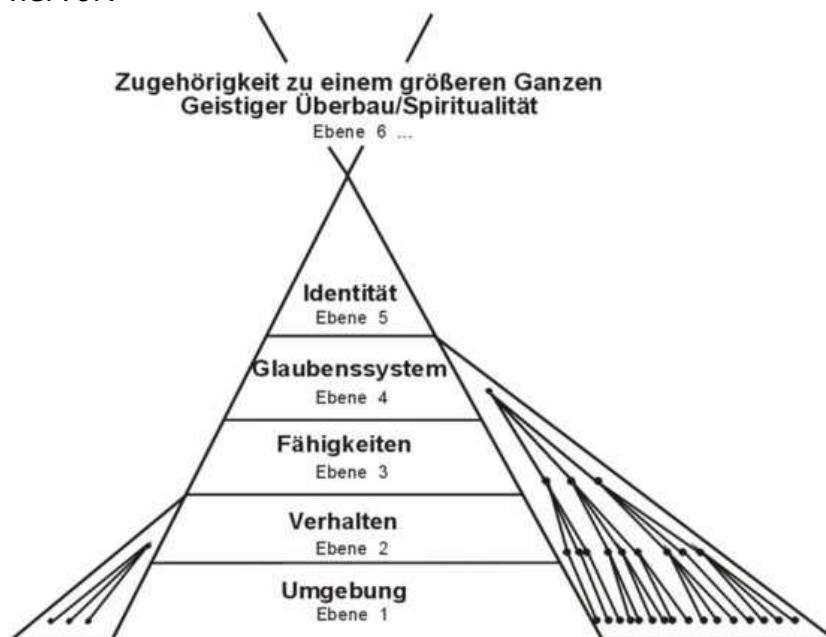 Zugehörigkeit zu einem größeren Ganzen
Geistiger Überbau/Spiritualität
Ebene 6 ...
Identität
Ebene 5
Glaubenssystem
Ebene 4
Fähigkeiten
Ebene 3
Verhalten
Ebene 2
Umgebung
Ebene 1